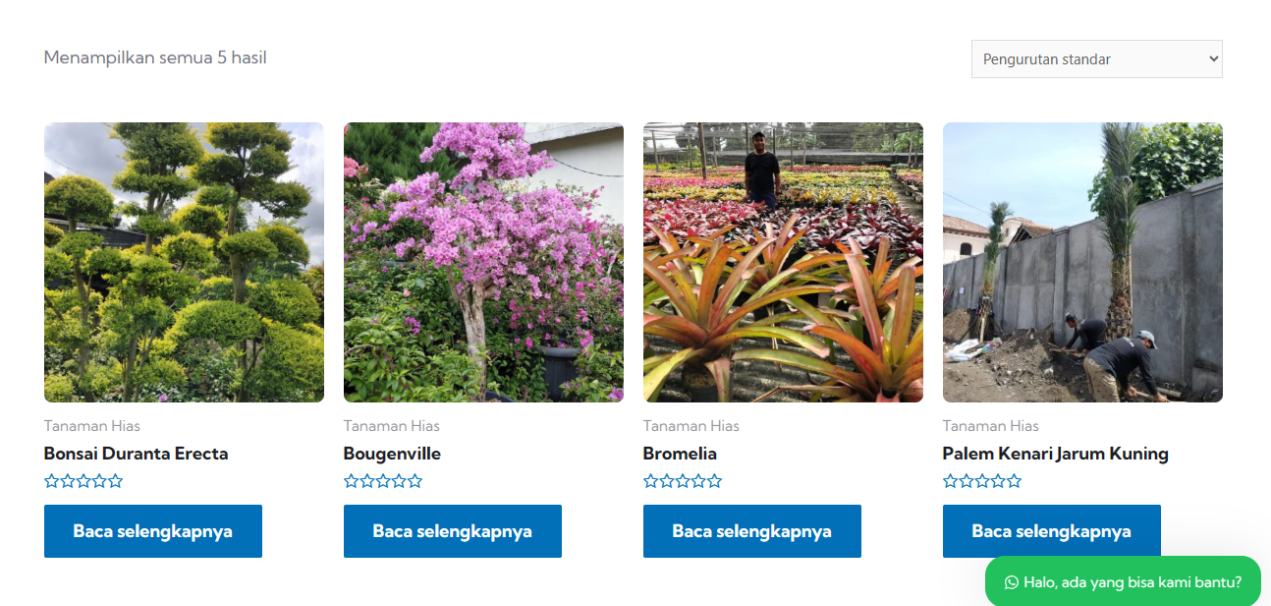 Menampilkan semua 5 hasil
Pengurutan standar
Tanaman Hias
Bonsai Duranta Erecta
Baca selengkapnya
Tanaman Hias
Bougenville
Baca selengkapnya
Tanaman Hias
Bromelia
Baca selengkapnya
Tanaman Hias
Palem Kenari Jarum Kuning
Baca selengkapnya
Halo, ada yang bisa kami bantu?